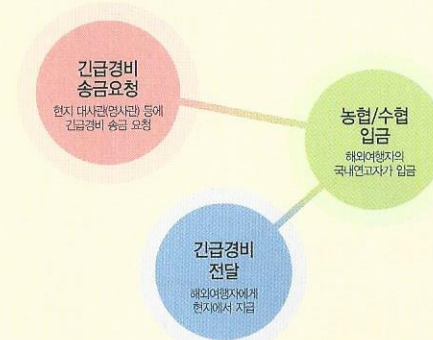 긴급경비
송금요청
현지 대사관(영사관) 등에
긴급경비 송금 요청
농협/수협
입금
해외여행자의
국내연고자가 입금
긴급경비
전달
해외여행자에게
현지에서 지급